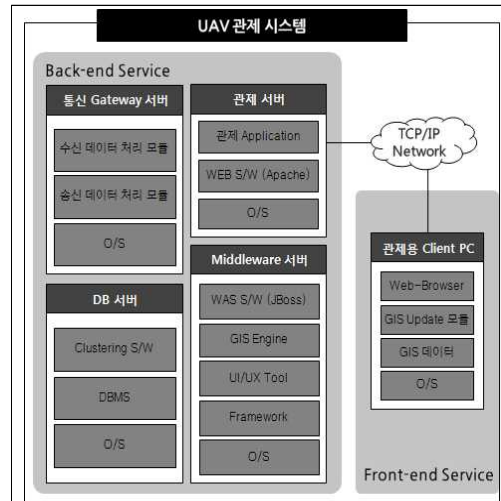 UAV 관제 시스템
Back-end Service
통신 Gateway 서버
수신 데이터 처리 모듈
송신 데이터 처리 모듈
O/S
관제 서버
관제 Application
WEB S/W (Apache)
O/S
DB 서버
Clustering S/W
DBMS
O/S
Middleware 서버
WAS S/W (JBoss)
GIS Engine
UI/UX Tool
Framework
O/S
TCP/IP
Network
관제용 Client PC
Web-Browser
GIS Update 모듈
GIS 데이터
O/S
Front-end Service